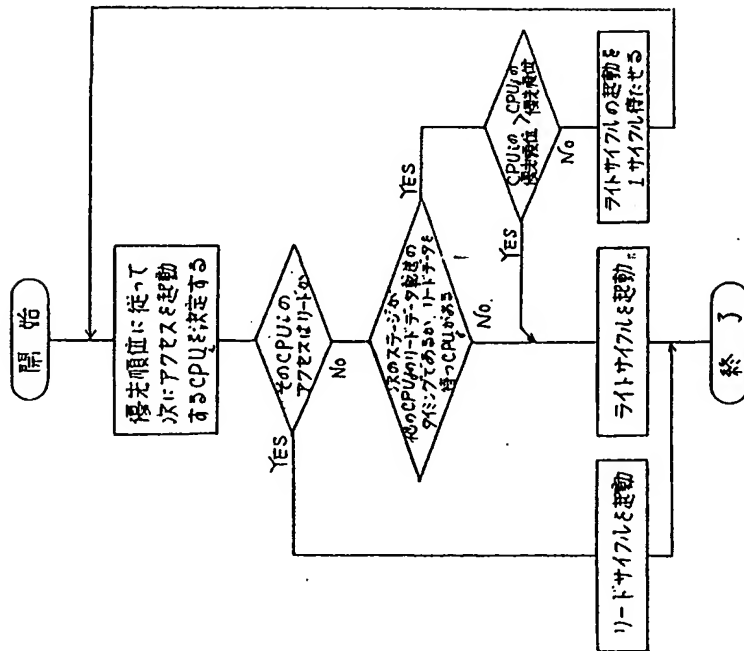 開始
優先順位に従って
次にアクセスを起動
するCPUiを決定する
そのCPUiの
アクセスはリードか
YES
NO
次のステージが
他のCPUjのリードデータ転送の
タイミングであるか、リードデータを
待つCPUがある
YES
NO
CPUiの
優先順位
>
CPUjの
優先順位
YES
NO
ライトサイクルの起動を
1サイクル待たせる
リードサイクルを起動
ライトサイクルを起動
終了